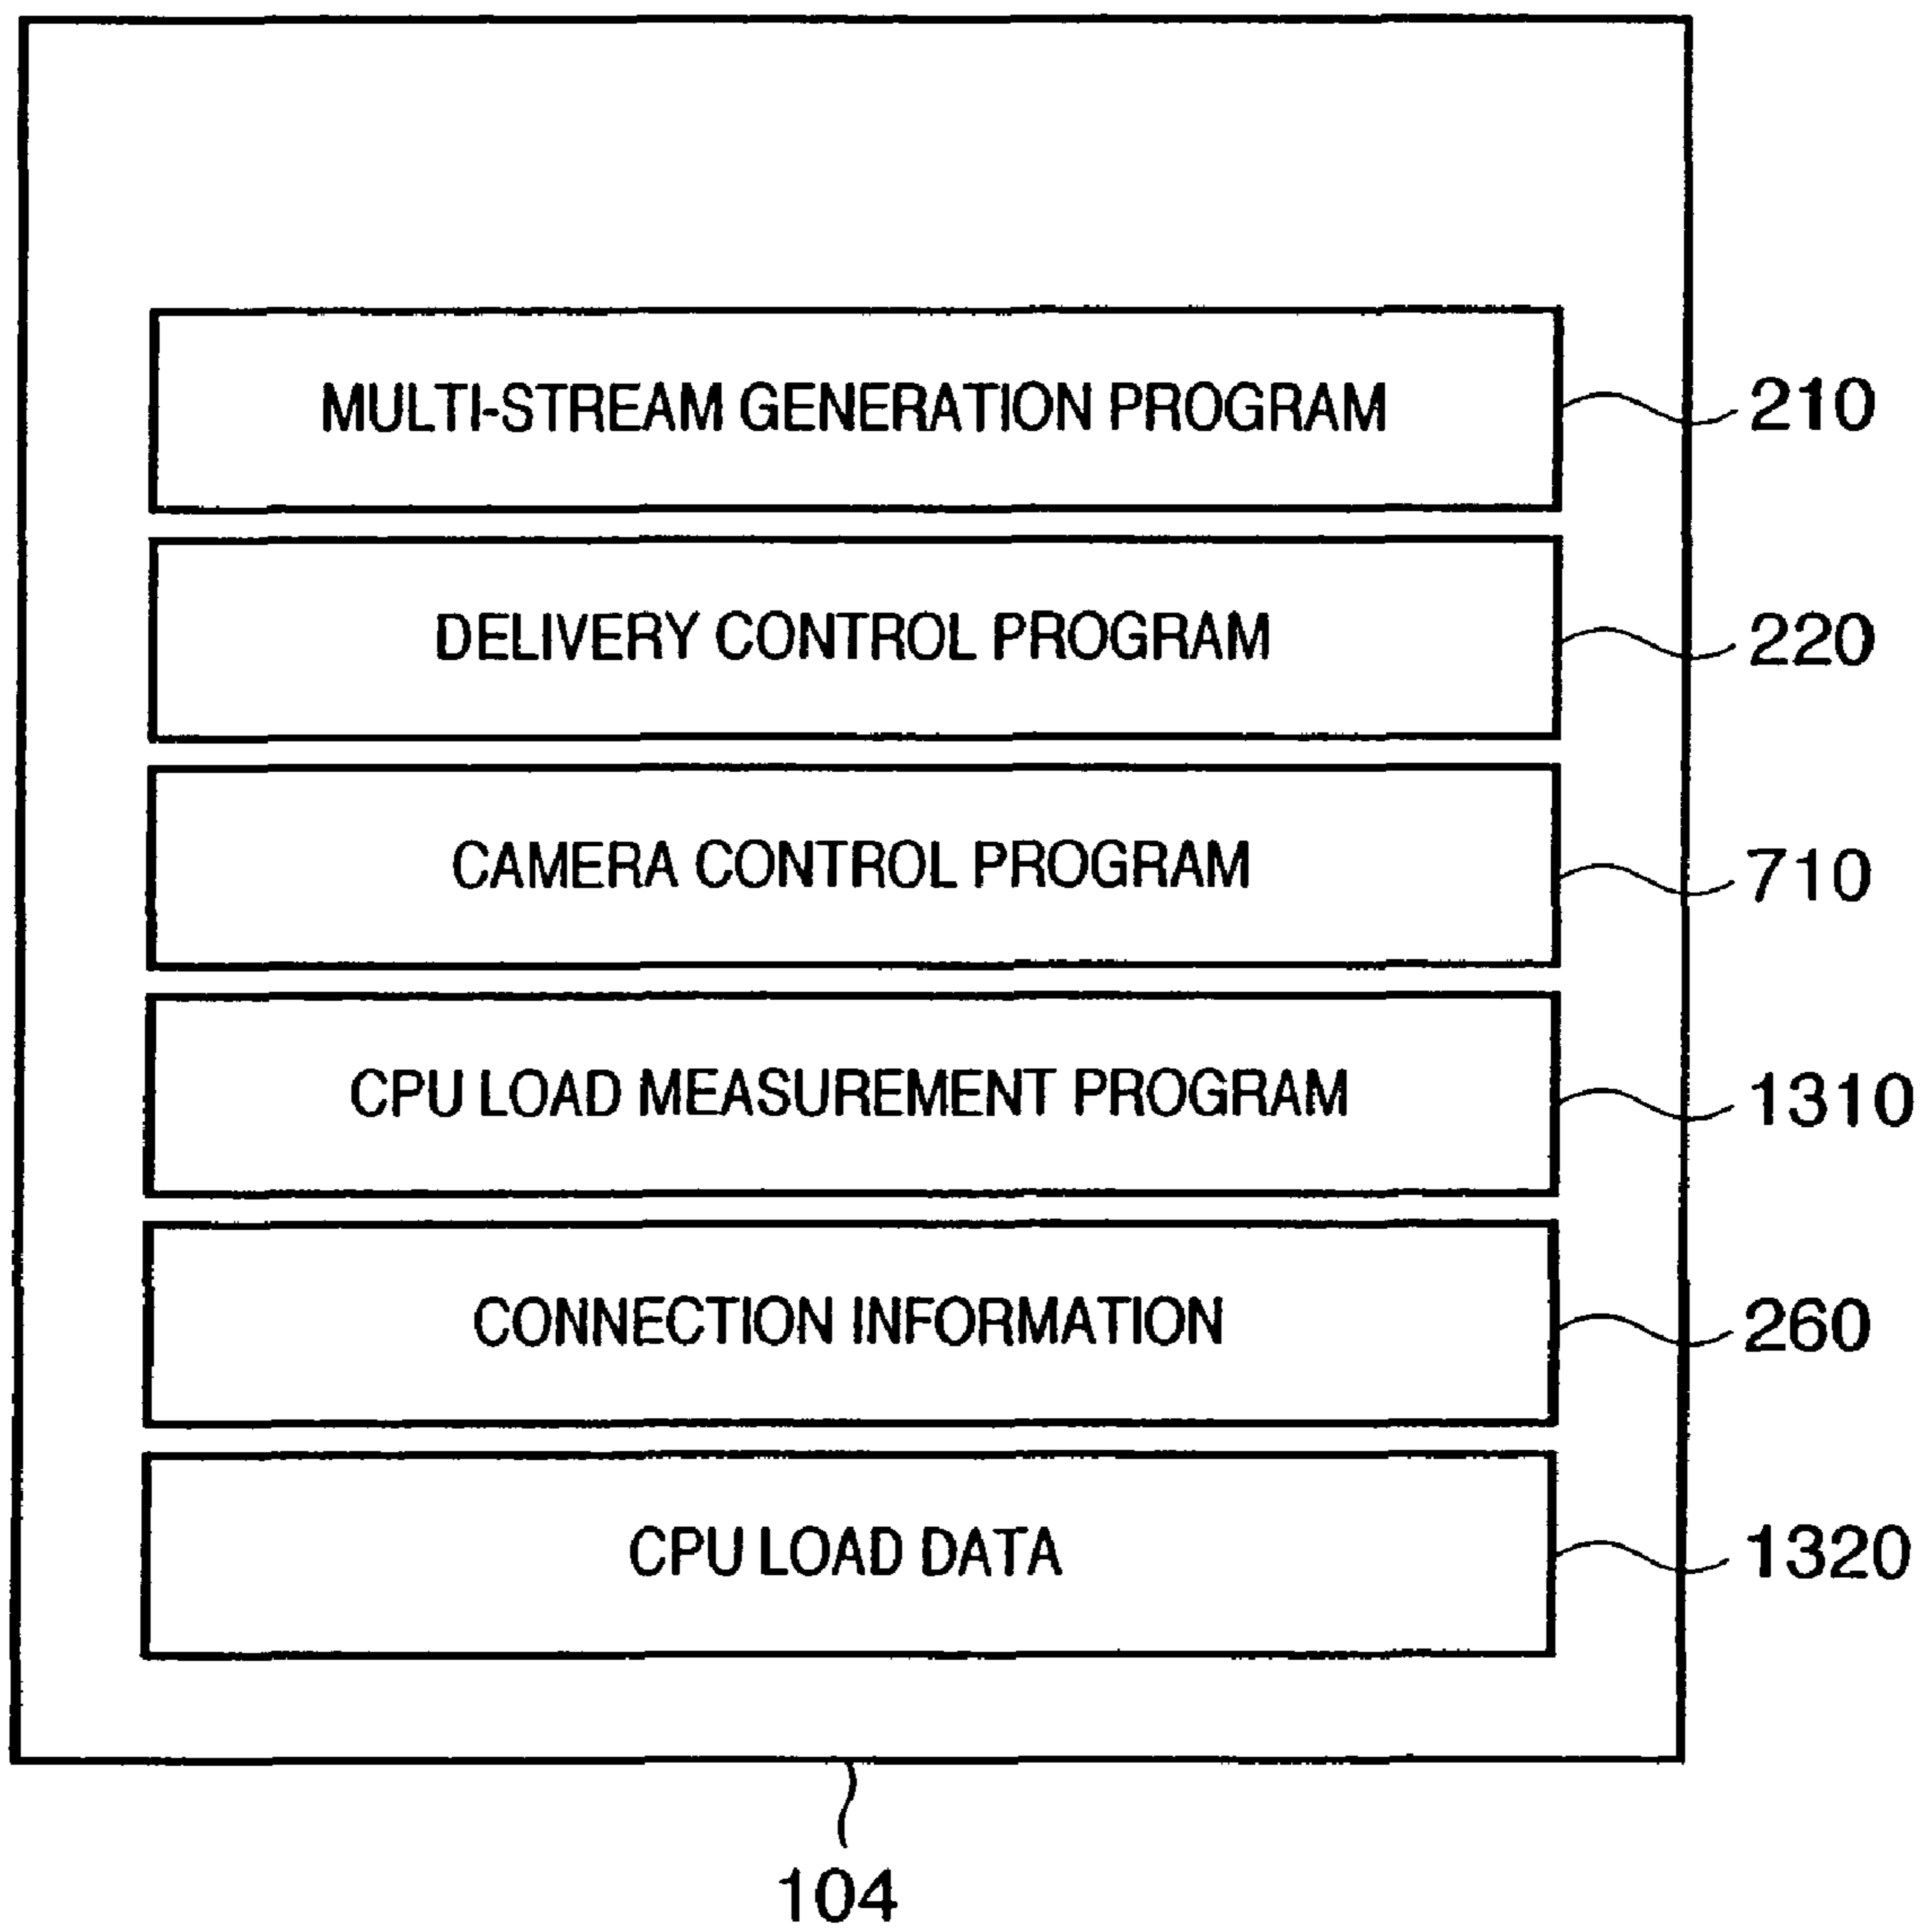 MULTI-STREAM GENERATION PROGRAM 210
DELIVERY CONTROL PROGRAM 220
CAMERA CONTROL PROGRAM 710
CPU LOAD MEASUREMENT PROGRAM 1310
CONNECTION INFORMATION 260
CPU LOAD DATA 1320
104